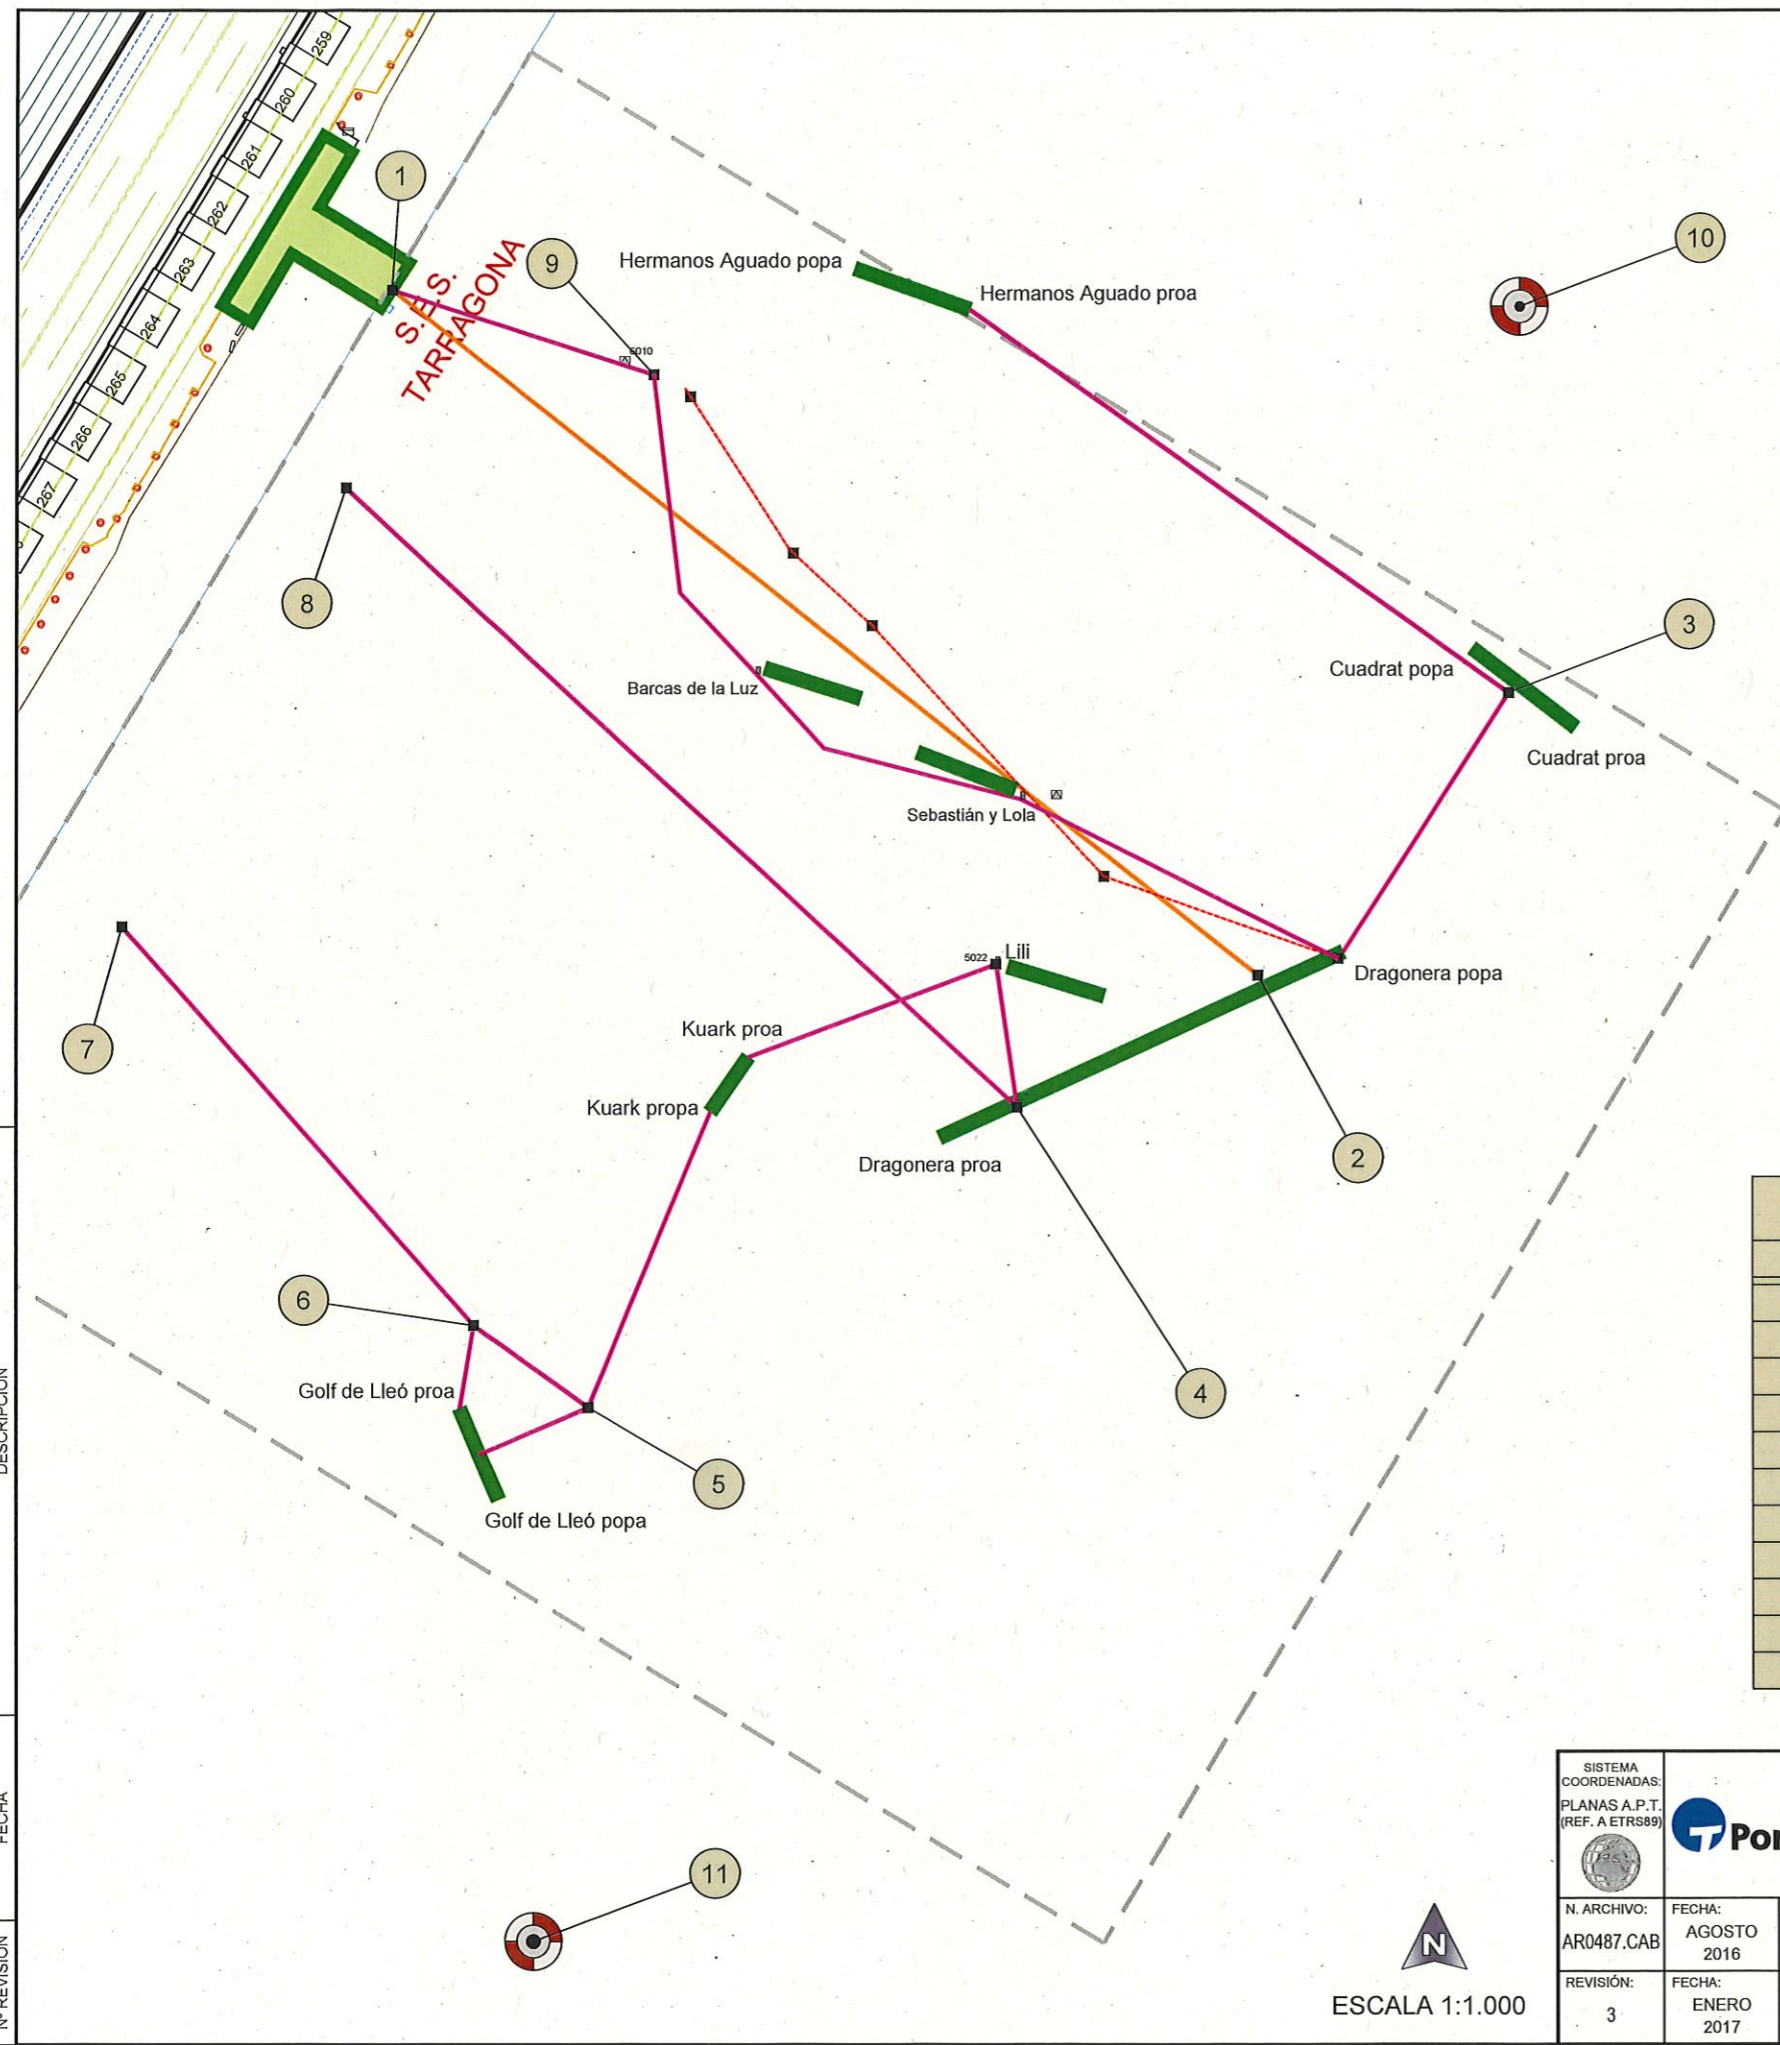 259
260
261
262
263
264
265
266
267
1
9
S.E.S.
TARRAGONA
5010
Hermanos Aguado popa
Hermanos Aguado proa
10
8
3
Cuadrat popa
Cuadrat proa
Barcas de la Luz
Sebastián y Lola
7
5022
Lili
Dragonera popa
Kuark proa
Kuark propa
Dragonera proa
2
6
Golf de Lleó proa
4
5
Golf de Lleó popa
11
N
ESCALA 1:1.000
DESCRIPCIÓN
FECHA
Nº REVISIÓN
SISTEMA
COORDENADAS:
PLANAS A.P.T.
(REF. A ETRS89)
Por
N. ARCHIVO:
AR0487.CAB
FECHA:
AGOSTO
2016
REVISIÓN:
3
FECHA:
ENERO
2017